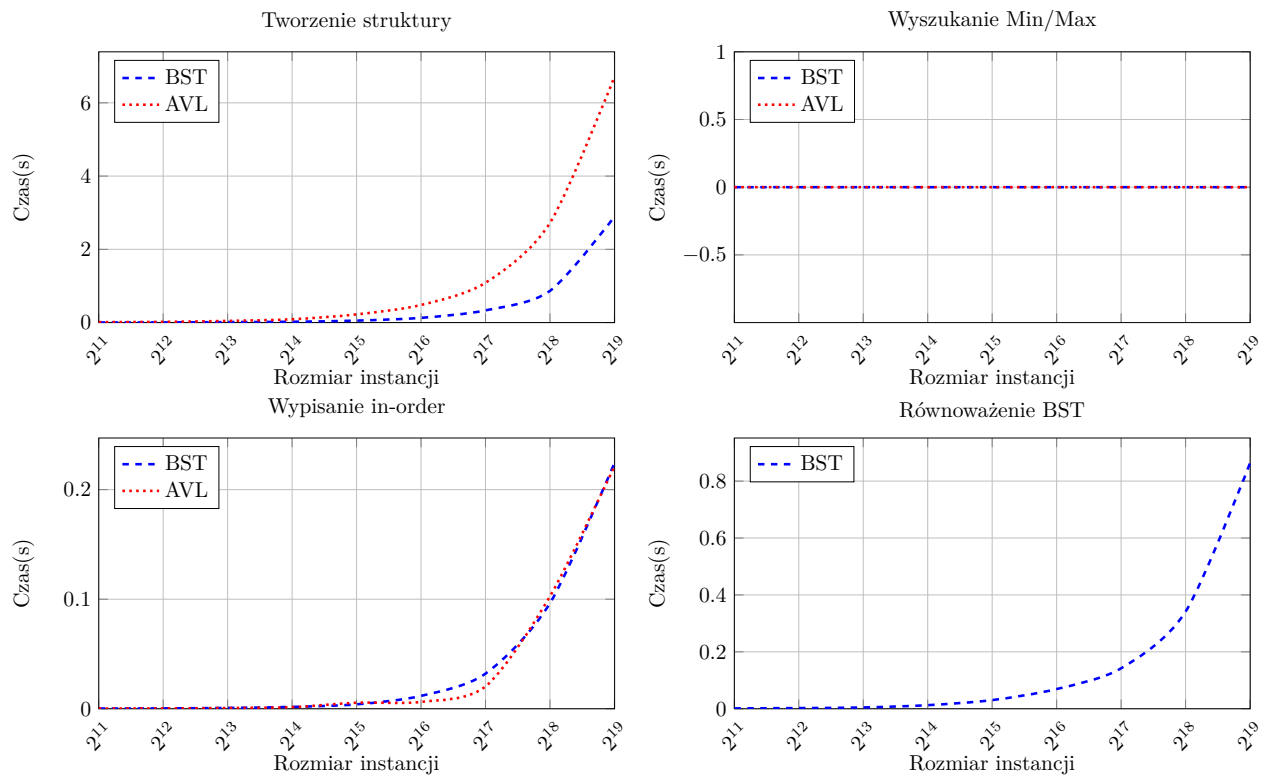 Tworzenie struktury
BST
AVL
6
4
2
0
Czas(s)
2^11 2^12 2^13 2^14 2^15 2^16 2^17 2^18 2^19
Rozmiar instancji
Wyszukanie Min/Max
BST
AVL
1
0.5
0
−0.5
Czas(s)
2^11 2^12 2^13 2^14 2^15 2^16 2^17 2^18 2^19
Rozmiar instancji
Wypisanie in-order
BST
AVL
0.2
0.1
0
Czas(s)
2^11 2^12 2^13 2^14 2^15 2^16 2^17 2^18 2^19
Rozmiar instancji
Równoważenie BST
BST
0.8
0.6
0.4
0.2
0
Czas(s)
2^11 2^12 2^13 2^14 2^15 2^16 2^17 2^18 2^19
Rozmiar instancji